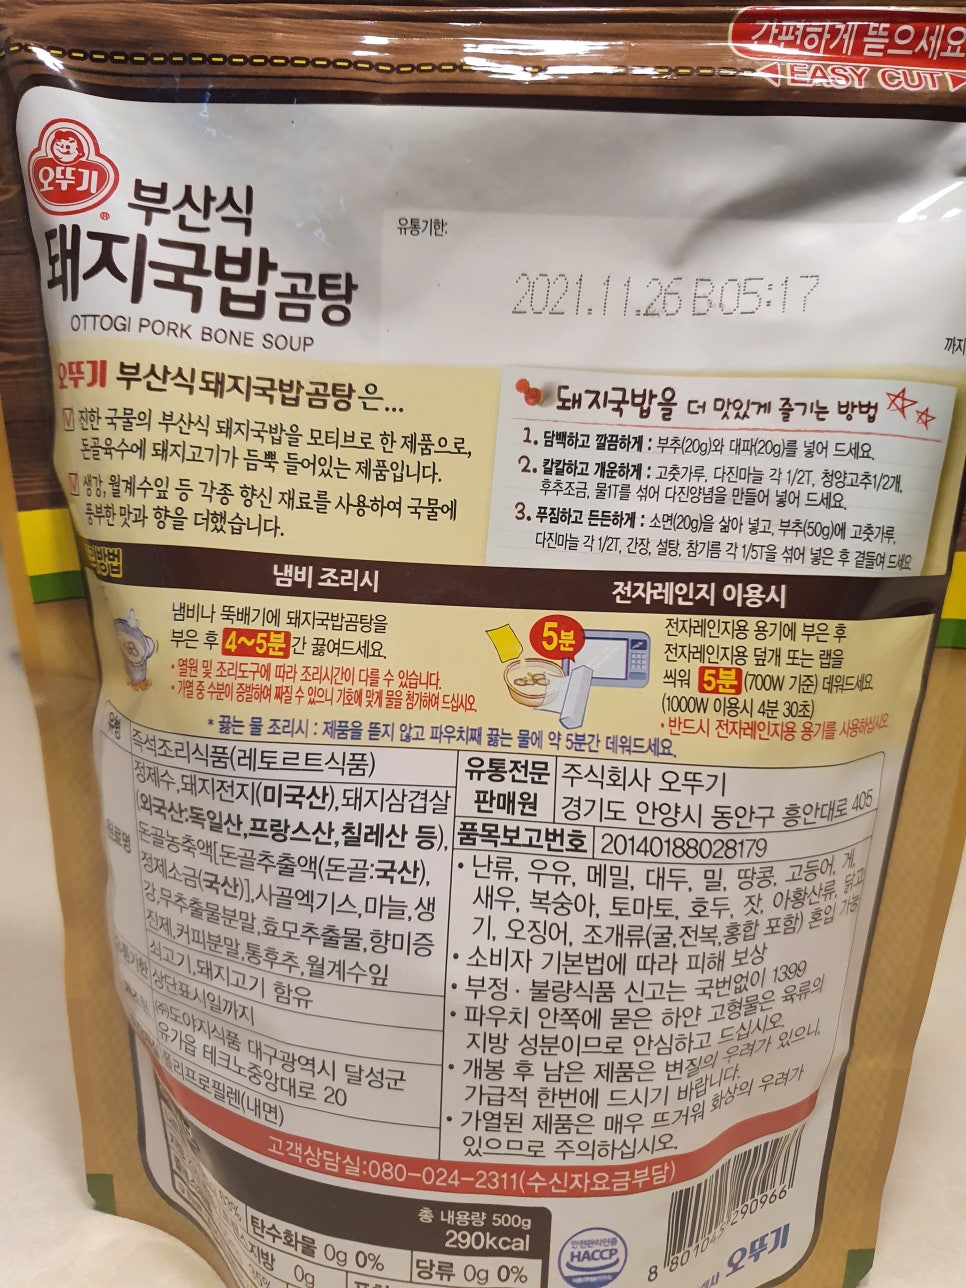 간편하게 뜯으세요
EASY CUT
오뚜기
부산식
돼지국밥곰탕
OTTOGI PORK BONE SOUP
유통기한:
2021.11.26 B05:17
까지
오뚜기 부산식돼지국밥곰탕은...
진한 국물의 부산식 돼지국밥을 모티브로 한 제품으로,
돈골육수에 돼지고기가 듬뿍 들어있는 제품입니다.
생강, 월계수잎 등 각종 향신 재료를 사용하여 국물에
풍부한 맛과 향을 더했습니다.
돼지국밥을 더 맛있게 즐기는 방법
1. 담백하고 깔끔하게 : 부추(20g)와 대파(20g)를 넣어 드세요.
2. 칼칼하고 개운하게 : 고춧가루, 다진마늘 각 1/2T, 청양고추1/2개,
후추조금, 물1T를 섞어 다진양념을 만들어 넣어 드세요.
3. 푸짐하고 든든하게 : 소면(20g)을 삶아 넣고, 부추(50g)에 고춧가루,
다진마늘 각 1/2T, 간장, 설탕, 참기름 각 1/5T을 섞어 넣은 후 곁들여 드세요.
방법
냄비 조리시
냄비나 뚝배기에 돼지국밥곰탕을
부은 후 4~5분간 끓여드세요.
• 열원 및 조리도구에 따라 조리시간이 다를 수 있습니다.
• 가열 중 수분이 증발하여 짜질 수 있으니 기호에 맞게 물을 첨가하여 드십시오.
전자레인지 이용시
5분
전자레인지용 용기에 부은 후
전자레인지용 덮개 또는 랩을
씌워 5분(700W 기준) 데워드세요.
(1000W 이용시 4분 30초)
• 반드시 전자레인지용 용기를 사용하십시오.
* 끓는 물 조리시 : 제품을 뜯지 않고 파우치째 끓는 물에 약 5분간 데워드세요.
유형
즉석조리식품(레토르트식품)
원료명
정제수,돼지전지(미국산),돼지삼겹살
(외국산:독일산,프랑스산,칠레산 등),
돈골농축액[돈골추출액(돈골:국산),
정제소금(국산)],사골엑기스,마늘,생
강,무추출물분말,효모추출물,향미증
진제,커피분말,통후추,월계수잎
쇠고기,돼지고기 함유
유통기한 상단표시일까지
㈜도야지식품 대구광역시 달성군
유가읍 테크노중앙대로 20
폴리프로필렌(내면)
유통전문
판매원
주식회사 오뚜기
경기도 안양시 동안구 흥안대로 405
품목보고번호 20140188028179
• 난류, 우유, 메밀, 대두, 밀, 땅콩, 고등어, 게,
새우, 복숭아, 토마토, 호두, 잣, 아황산류, 닭고
기, 오징어, 조개류(굴,전복,홍합 포함) 혼입 가능
• 소비자 기본법에 따라 피해 보상
• 부정 · 불량식품 신고는 국번없이 1399
• 파우치 안쪽에 묻은 하얀 고형물은 육류의
지방 성분이므로 안심하고 드십시오.
• 개봉 후 남은 제품은 변질의 우려가 있으니,
가급적 한번에 드시기 바랍니다.
• 가열된 제품은 매우 뜨거워 화상의 우려가
있으므로 주의하십시오.
고객상담실:080-024-2311(수신자요금부담)
총 내용량 500g
290kcal
탄수화물 0g 0%
당류 0g 0%
지방 0g
안전관리인증
HACCP
8 801045 290966
오뚜기